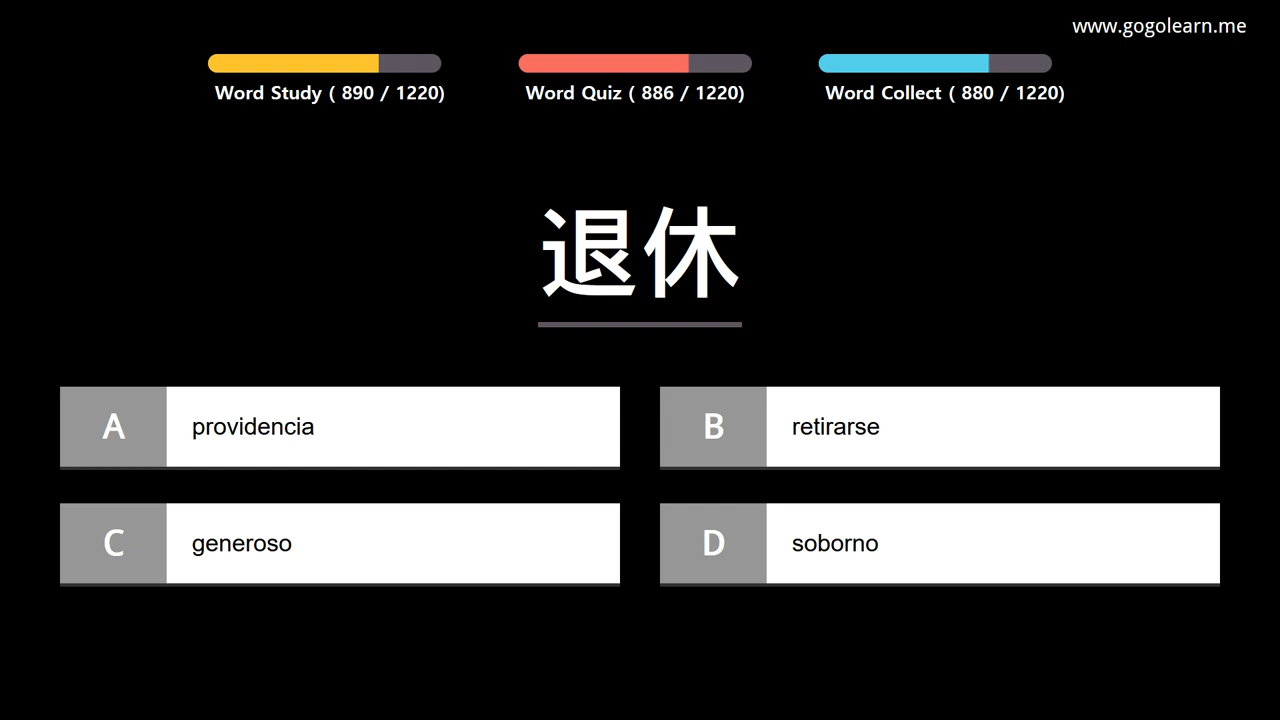 www.gogolearn.me
Word Study ( 890 / 1220)
Word Quiz ( 886 / 1220)
Word Collect ( 880 / 1220)
退休
A providencia
B retirarse
C generoso
D soborno